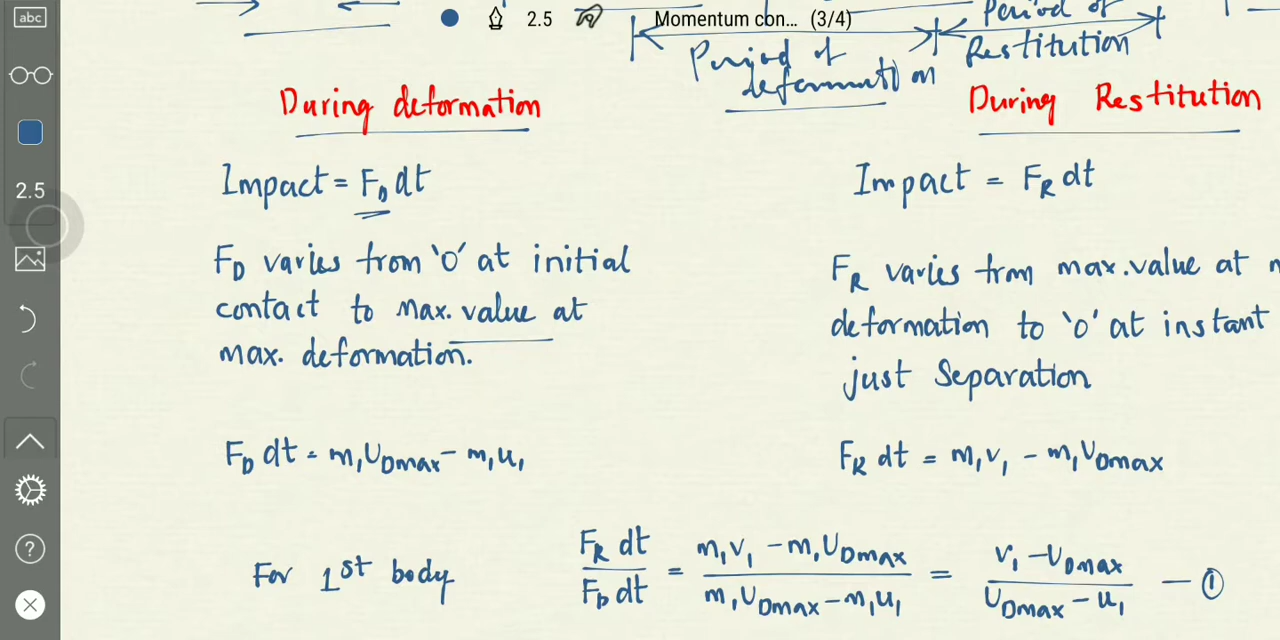 abc
2.5
Momentum con... (3/4)
Period of
Restitution
Period of
deformation
During deformation
During Restitution
2.5
Impact = F_D dt
Impact = F_R dt
F_D varies from 'O' at initial
contact to max. value at
max. deformation.
F_R varies from max. value at
deformation to 'o' at instant
just Separation
F_D dt = m₁U_Dmax - m₁u₁
F_R dt = m₁v₁ - m₁U_Dmax
For 1st body
F_R dt / F_D dt = m₁v₁ - m₁U_Dmax / m₁U_Dmax - m₁u₁ = v₁ - U_Dmax / U_Dmax - u₁ — ①
?